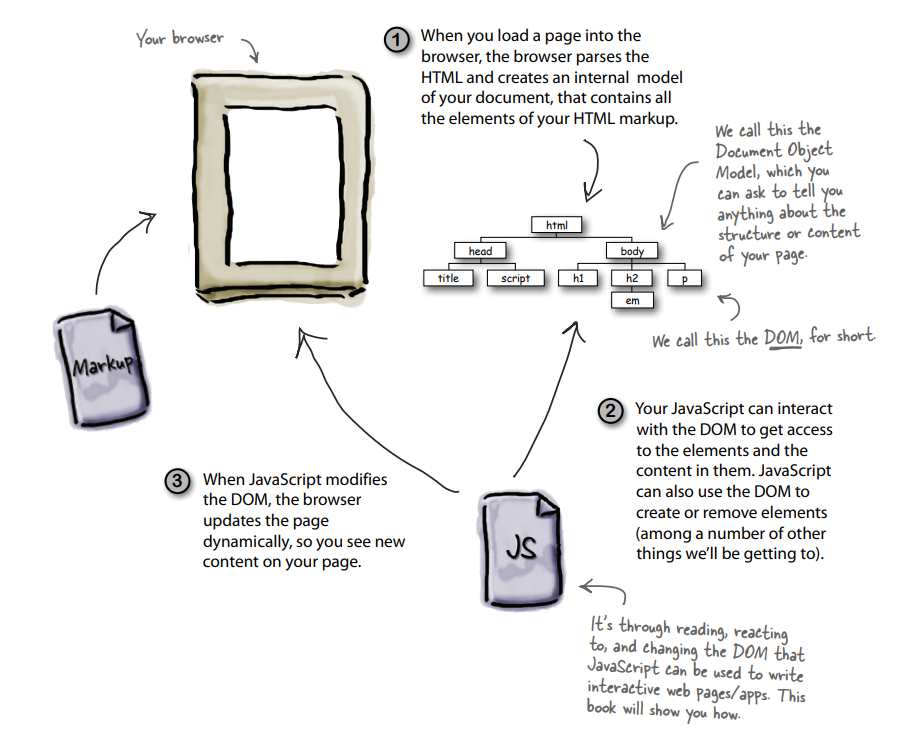 Your browser
1
When you load a page into the
browser, the browser parses the
HTML and creates an internal model
of your document, that contains all
the elements of your HTML markup.
We call this the
Document Object
Model, which you
can ask to tell you
anything about the
structure or content
of your page.
html
head
body
title
script
h1
h2
p
em
We call this the DOM, for short.
Markup
2
Your JavaScript can interact
with the DOM to get access
to the elements and the
content in them. JavaScript
can also use the DOM to
create or remove elements
(among a number of other
things we'll be getting to).
3
When JavaScript modifies
the DOM, the browser
updates the page
dynamically, so you see new
content on your page.
JS
It's through reading, reacting
to, and changing the DOM that
JavaScript can be used to write
interactive web pages/apps. This
book will show you how.